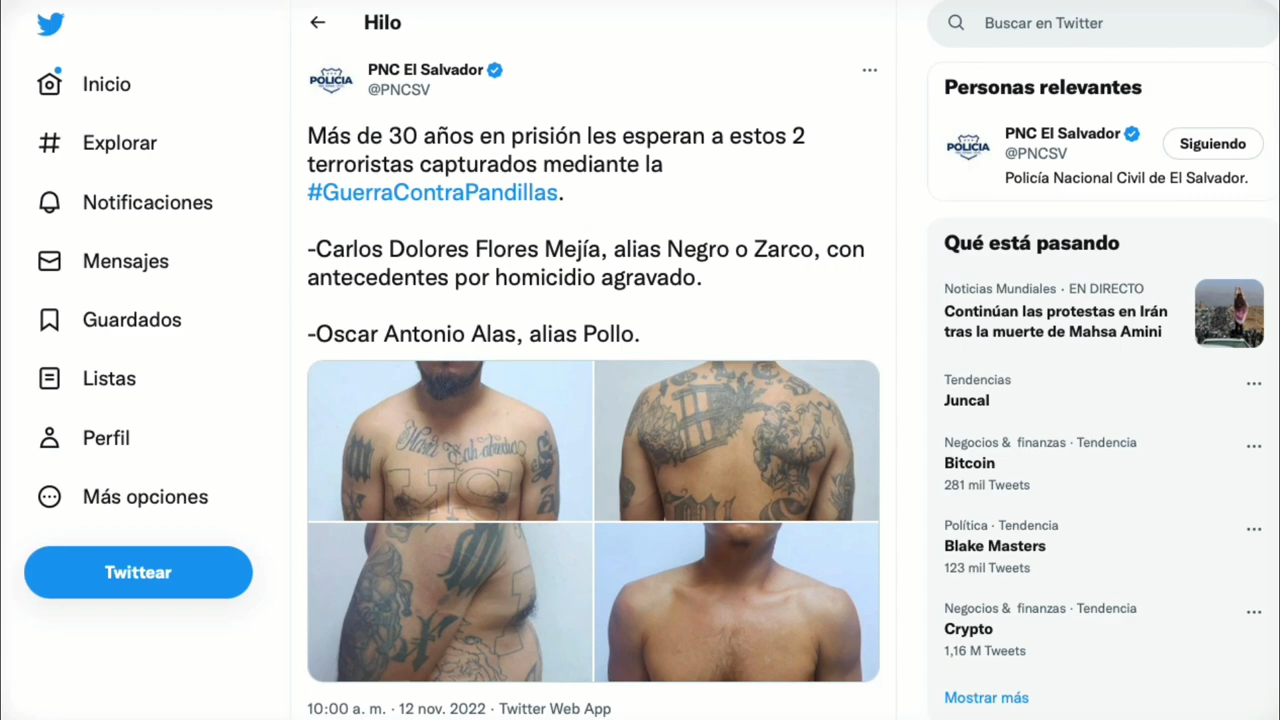 Inicio
Explorar
Notificaciones
Mensajes
Guardados
Listas
Perfil
Más opciones
Twittear
Hilo
POLICIA
PNC El Salvador
@PNCSV
Más de 30 años en prisión les esperan a estos 2
terroristas capturados mediante la
#GuerraContraPandillas.
-Carlos Dolores Flores Mejía, alias Negro o Zarco, con
antecedentes por homicidio agravado.
-Oscar Antonio Alas, alias Pollo.
10:00 a. m. · 12 nov. 2022 · Twitter Web App
Buscar en Twitter
Personas relevantes
POLICIA
PNC El Salvador
@PNCSV
Siguiendo
Policía Nacional Civil de El Salvador.
Qué está pasando
Noticias Mundiales · EN DIRECTO
Continúan las protestas en Irán
tras la muerte de Mahsa Amini
Tendencias
Juncal
Negocios & finanzas · Tendencia
Bitcoin
281 mil Tweets
Política · Tendencia
Blake Masters
123 mil Tweets
Negocios & finanzas · Tendencia
Crypto
1,16 M Tweets
Mostrar más